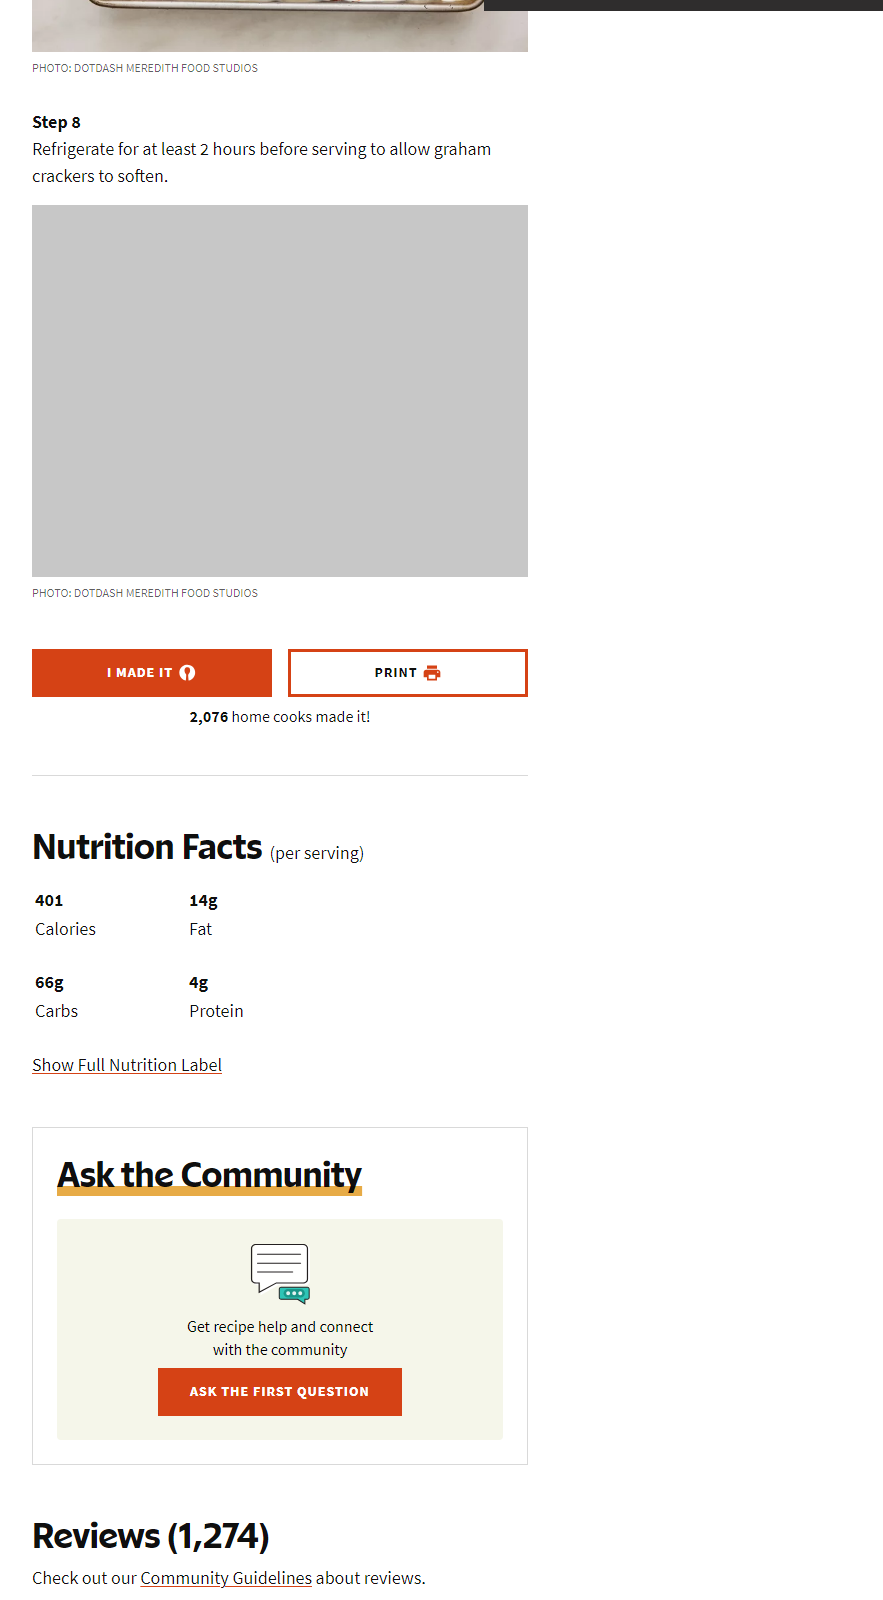 PHOTO: DOTDASH MEREDITH FOOD STUDIOS
Step 8
Refrigerate for at least 2 hours before serving to allow graham
crackers to soften.
PHOTO: DOTDASH MEREDITH FOOD STUDIOS
I MADE IT
PRINT
2,076 home cooks made it!
Nutrition Facts (per serving)
401
14g
Calories
Fat
66g
4g
Carbs
Protein
Show Full Nutrition Label
Ask the Community
Get recipe help and connect
with the community
ASK THE FIRST QUESTION
Reviews (1,274)
Check out our Community Guidelines about reviews.